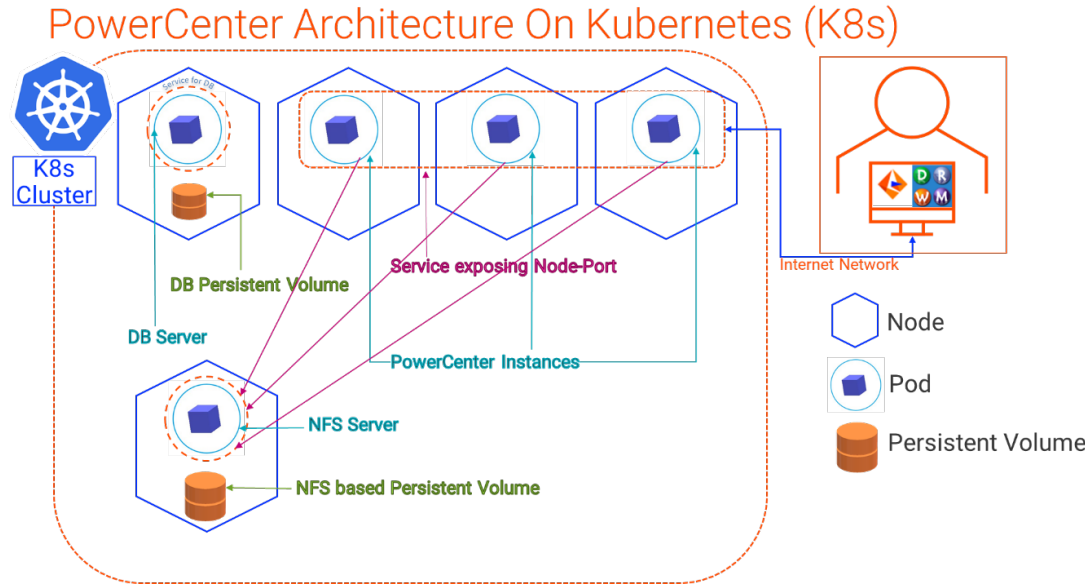 PowerCenter Architecture On Kubernetes (K8s)
Service for DB
K8s
Cluster
D R
W M
Internet Network
Service exposing Node-Port
DB Persistent Volume
DB Server
PowerCenter Instances
NFS Server
NFS based Persistent Volume
Node
Pod
Persistent Volume